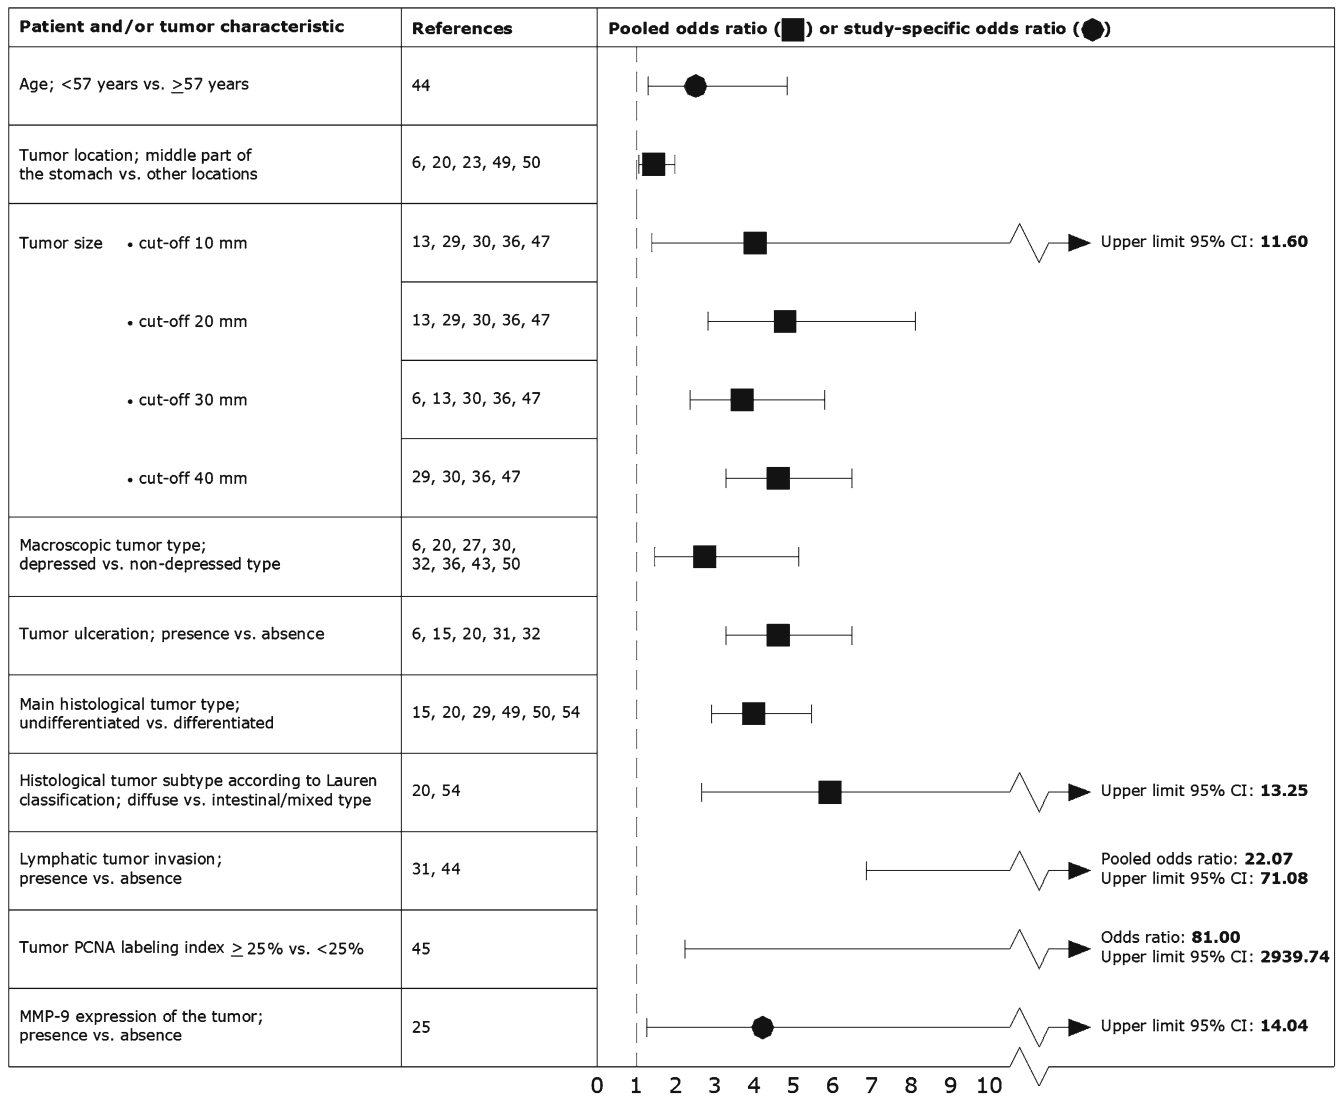 Patient and/or tumor characteristic References Pooled odds ratio (■) or study-specific odds ratio (●)
Age; <57 years vs. ≥57 years 44
Tumor location; middle part of
the stomach vs. other locations
6, 20, 23, 49, 50
Tumor size • cut-off 10 mm 13, 29, 30, 36, 47 Upper limit 95% CI: 11.60
• cut-off 20 mm 13, 29, 30, 36, 47
• cut-off 30 mm 6, 13, 30, 36, 47
• cut-off 40 mm 29, 30, 36, 47
Macroscopic tumor type;
depressed vs. non-depressed type
6, 20, 27, 30,
32, 36, 43, 50
Tumor ulceration; presence vs. absence 6, 15, 20, 31, 32
Main histological tumor type;
undifferentiated vs. differentiated
15, 20, 29, 49, 50, 54
Histological tumor subtype according to Lauren
classification; diffuse vs. intestinal/mixed type
20, 54
Upper limit 95% CI: 13.25
Lymphatic tumor invasion;
presence vs. absence
31, 44
Pooled odds ratio: 22.07
Upper limit 95% CI: 71.08
Tumor PCNA labeling index ≥ 25% vs. <25% 45
Odds ratio: 81.00
Upper limit 95% CI: 2939.74
MMP-9 expression of the tumor;
presence vs. absence
25
Upper limit 95% CI: 14.04
0 1 2 3 4 5 6 7 8 9 10